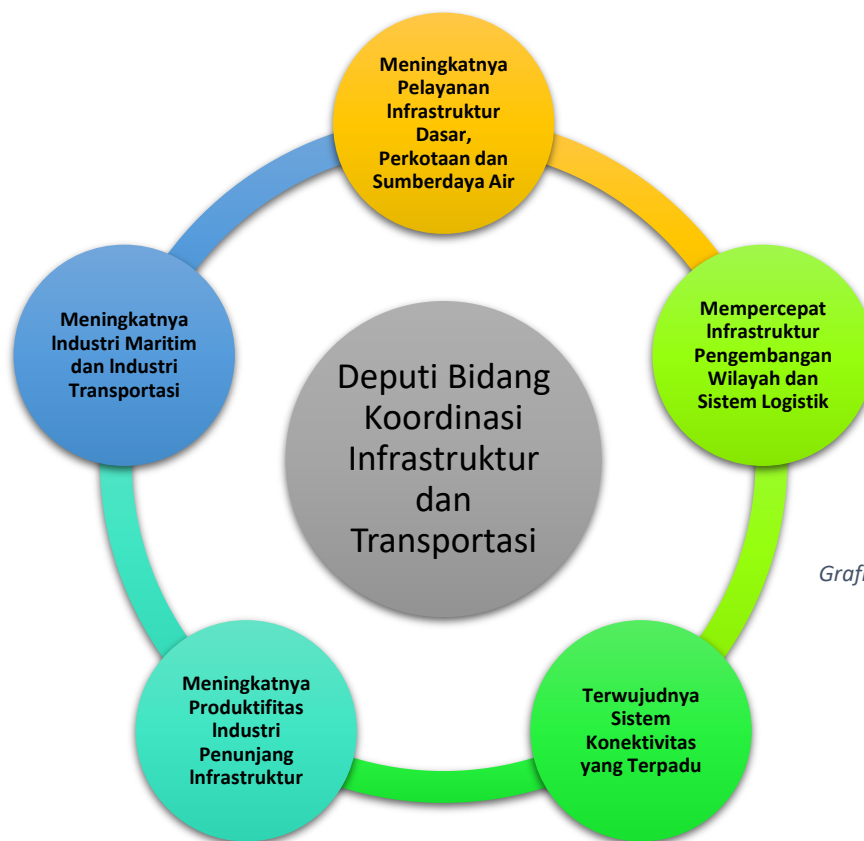 Meningkatnya
Pelayanan
Infrastruktur
Dasar,
Perkotaan dan
Sumberdaya Air
Mempercepat
Infrastruktur
Pengembangan
Wilayah dan
Sistem Logistik
Terwujudnya
Sistem
Konektivitas
yang Terpadu
Meningkatnya
Produktifitas
Industri
Penunjang
Infrastruktur
Meningkatnya
Industri Maritim
dan Industri
Transportasi
Deputi Bidang
Koordinasi
Infrastruktur
dan
Transportasi